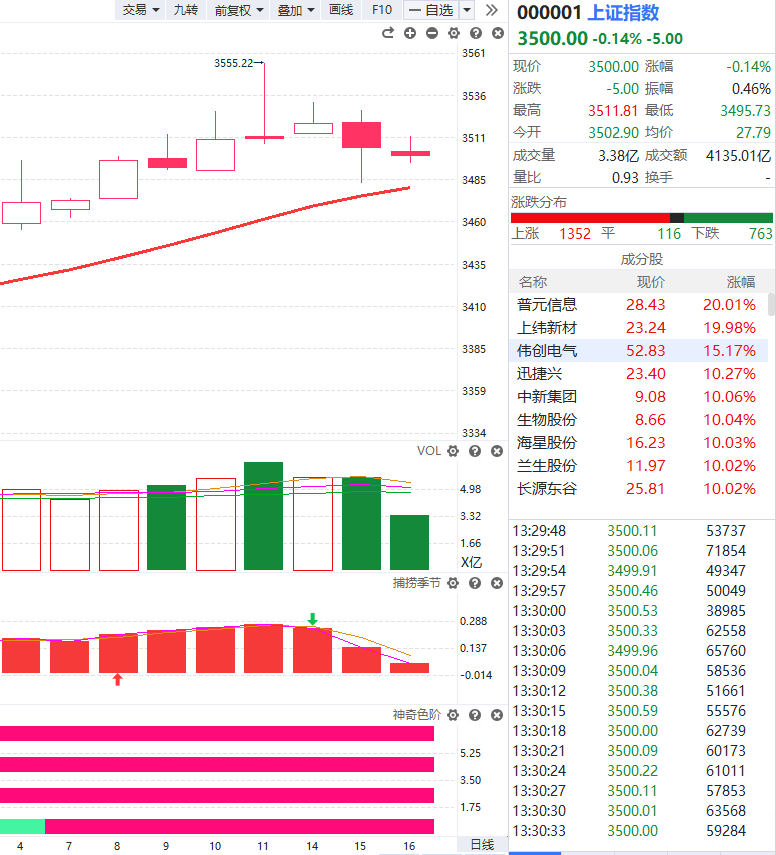 交易 九转 前复权 叠加 画线 F10 一自选
3555.22
3561
3536
3511
3485
3460
3435
3410
3385
3359
3334
VOL
4.98
3.32
1.66
X亿
捕捞季节
0.288
0.137
-0.014
神奇色阶
5.25
3.50
1.75
4 7 8 9 10 11 14 15 16 日线
000001 上证指数
3500.00 -0.14% -5.00
现价 3500.00 涨幅 -0.14%
涨跌 -5.00 振幅 0.46%
最高 3511.81 最低 3495.73
今开 3502.90 均价 27.79
成交量 3.38亿 成交额 4135.01亿
量比 0.93 换手 -
涨跌分布
上涨 1352 平 116 下跌 763
成分股
名称 现价 涨幅
普元信息 28.43 20.01%
上纬新材 23.24 19.98%
伟创电气 52.83 15.17%
迅捷兴 23.40 10.27%
中新集团 9.08 10.06%
生物股份 8.66 10.04%
海星股份 16.23 10.03%
兰生股份 11.97 10.02%
长源东谷 25.81 10.02%
13:29:48 3500.11 53737
13:29:51 3500.06 71854
13:29:54 3499.91 49347
13:29:57 3500.46 50049
13:30:00 3500.53 38985
13:30:03 3500.33 62558
13:30:06 3499.96 65760
13:30:09 3500.04 58536
13:30:12 3500.38 51661
13:30:15 3500.59 55576
13:30:18 3500.00 62739
13:30:21 3500.09 60173
13:30:24 3500.22 61011
13:30:27 3500.11 57853
13:30:30 3500.01 63568
13:30:33 3500.00 59284